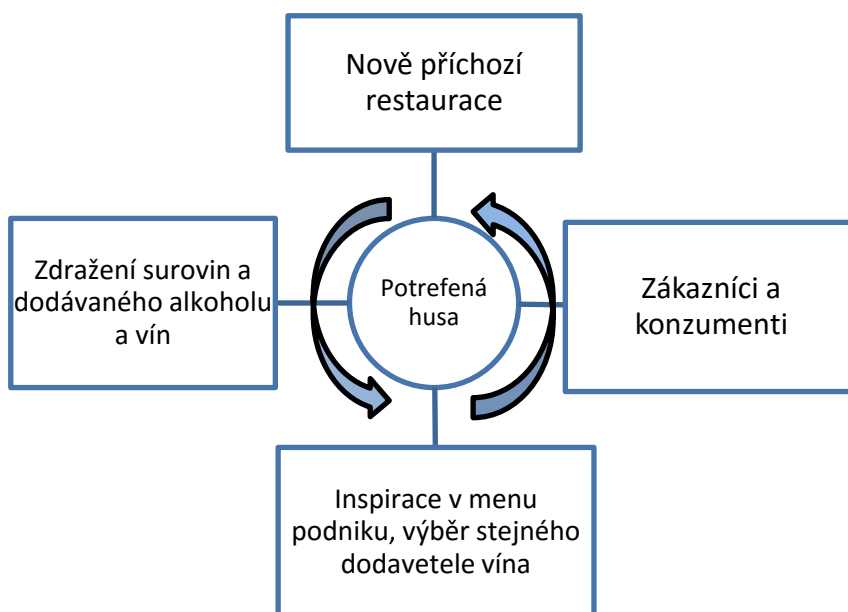 Nově příchozí
restaurace
Zdražení surovin a
dodávaného alkoholu
a vín
Potrefená
husa
Zákazníci a
konzumenti
Inspirace v menu
podniku, výběr stejného
dodavetele vína